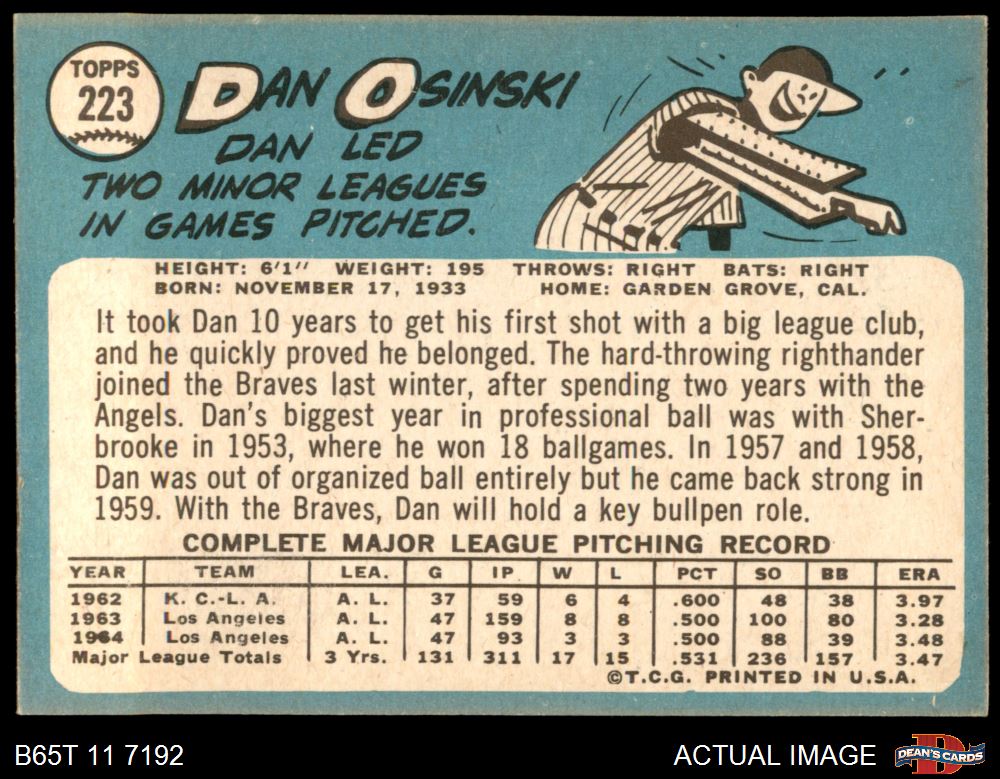 TOPPS
223
DAN OSINSKI
DAN LED
TWO MINOR LEAGUES
IN GAMES PITCHED.
HEIGHT: 6'1" WEIGHT: 195 THROWS: RIGHT BATS: RIGHT
BORN: NOVEMBER 17, 1933 HOME: GARDEN GROVE, CAL.
It took Dan 10 years to get his first shot with a big league club,
and he quickly proved he belonged. The hard-throwing righthander
joined the Braves last winter, after spending two years with the
Angels. Dan's biggest year in professional ball was with Sher-
brooke in 1953, where he won 18 ballgames. In 1957 and 1958,
Dan was out of organized ball entirely but he came back strong in
1959. With the Braves, Dan will hold a key bullpen role.
COMPLETE MAJOR LEAGUE PITCHING RECORD
YEAR TEAM LEA. G IP W L PCT SO BB ERA
1962 K. C.-L. A. A. L. 37 59 6 4 .600 48 38 3.97
1963 Los Angeles A. L. 47 159 8 8 .500 100 80 3.28
1964 Los Angeles A. L. 47 93 3 3 .500 88 39 3.48
Major League Totals 3 Yrs. 131 311 17 15 .531 236 157 3.47
©T.C.G. PRINTED IN U.S.A.
B65T 11 7192 ACTUAL IMAGE
DEAN'S CARDS